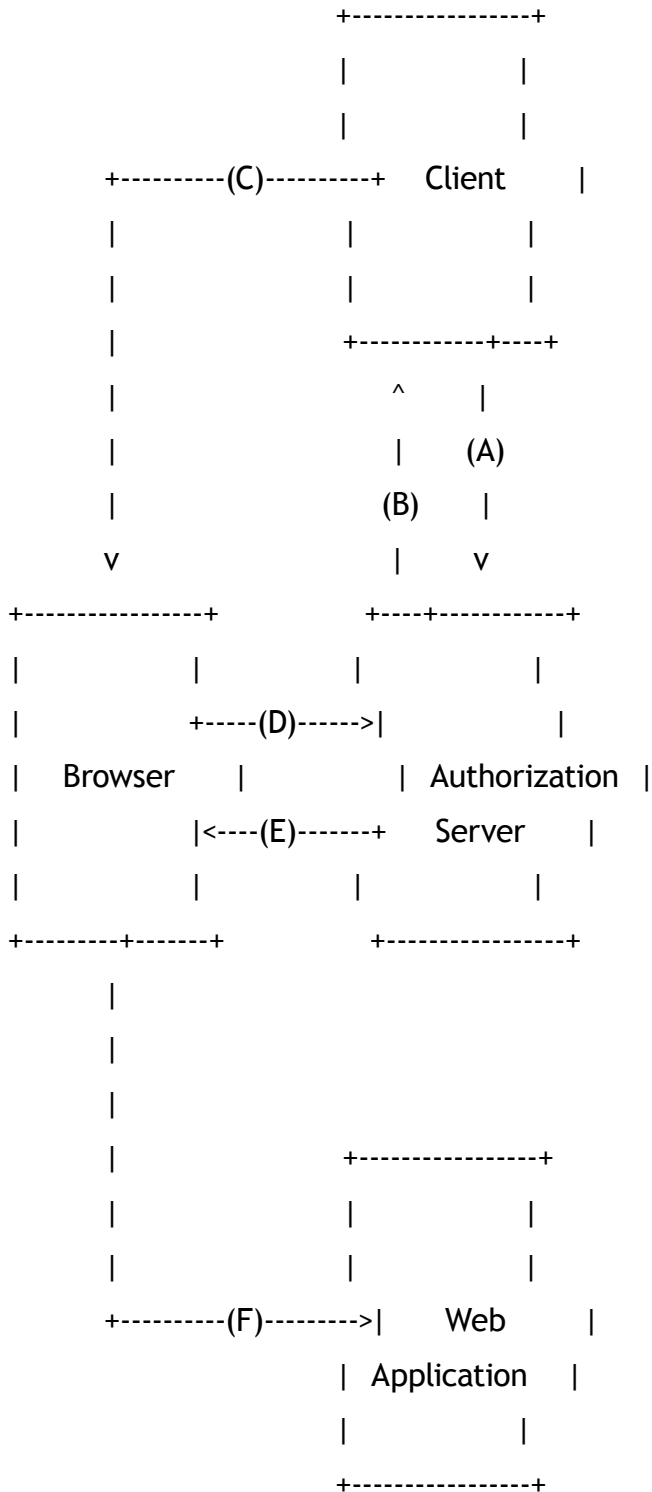 +-----------------+
|                 |
|                 |
+----------(C)----------+    Client       |
|                      |                 |
|                      |                 |
|                      +------------+----+
|                           ^       |
|                           |      (A)
|                          (B)      |
v                           |       v
+-----------------+              +----+------------+
|                 |              |                 |
|                 +-----(D)------>|                 |
|    Browser      |              |  Authorization  |
|                 |<----(E)-------+     Server      |
|                 |              |                 |
+---------+-------+              +-----------------+
|
|
|
|                      +-----------------+
|                      |                 |
|                      |                 |
+----------(F)--------->|      Web        |
|  Application    |
|                 |
+-----------------+